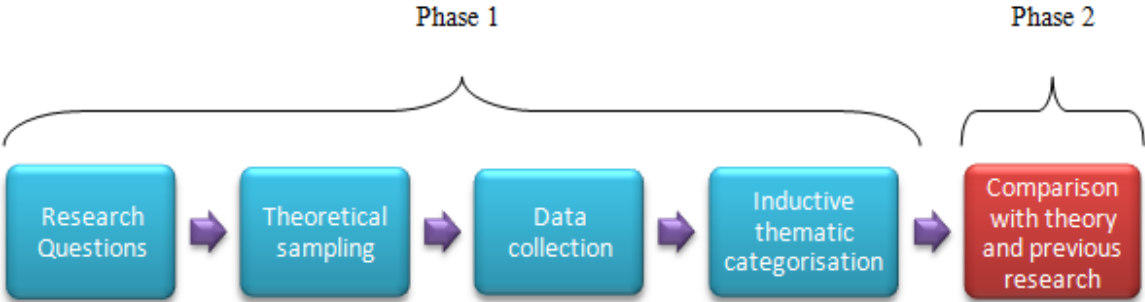 Phase 1
Phase 2
Research
Questions
Theoretical
sampling
Data
collection
Inductive
thematic
categorisation
Comparison
with theory
and previous
research